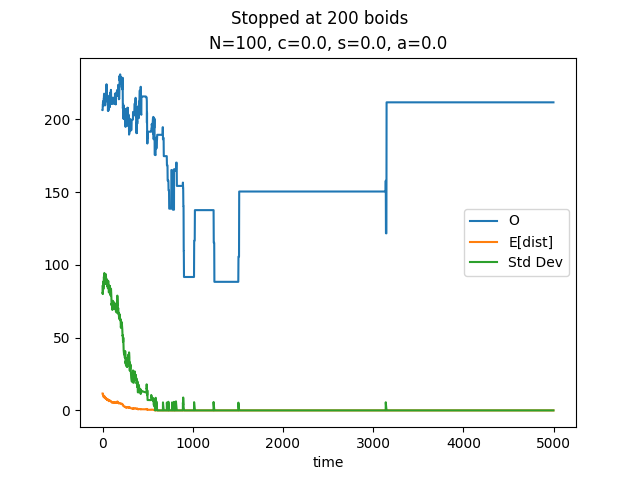 Stopped at 200 boids
N=100, c=0.0, s=0.0, a=0.0
200
150
100
50
0
O
E[dist]
Std Dev
0
1000
2000
3000
4000
5000
time